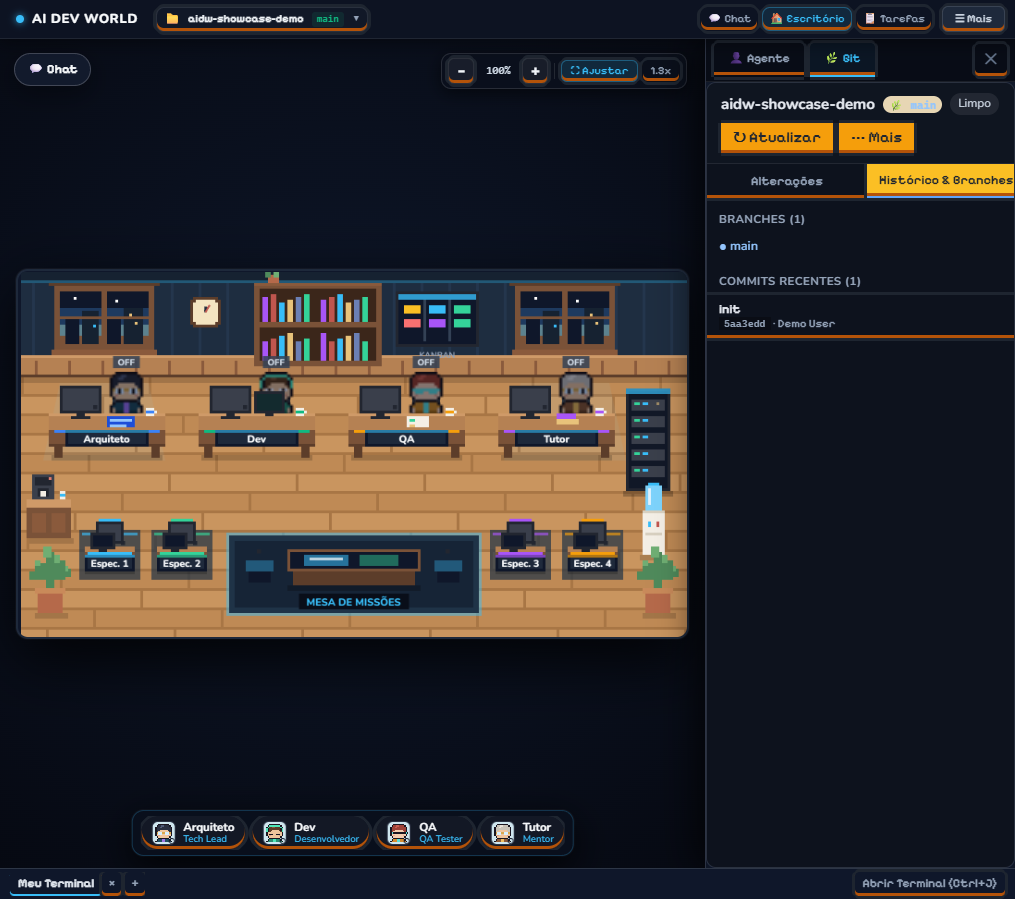 AI DEV WORLD
aidw-showcase-demo main ▼
Chat
Escritório
Tarefas
☰ Mais
Chat
- 100% +
Ajustar
1.3x
Agente
Git
×
aidw-showcase-demo main Limpo
↻ Atualizar
··· Mais
Alterações
Histórico & Branches
BRANCHES (1)
● main
COMMITS RECENTES (1)
Init
5aa3edd · Demo User
KANBAN
OFF
OFF
OFF
OFF
Arquiteto
Dev
QA
Tutor
Espec. 1
Espec. 2
Espec. 3
Espec. 4
MESA DE MISSÕES
Arquiteto
Tech Lead
Dev
Desenvolvedor
QA
QA Tester
Tutor
Mentor
Meu Terminal
×
+
Abrir Terminal (Ctrl+J)